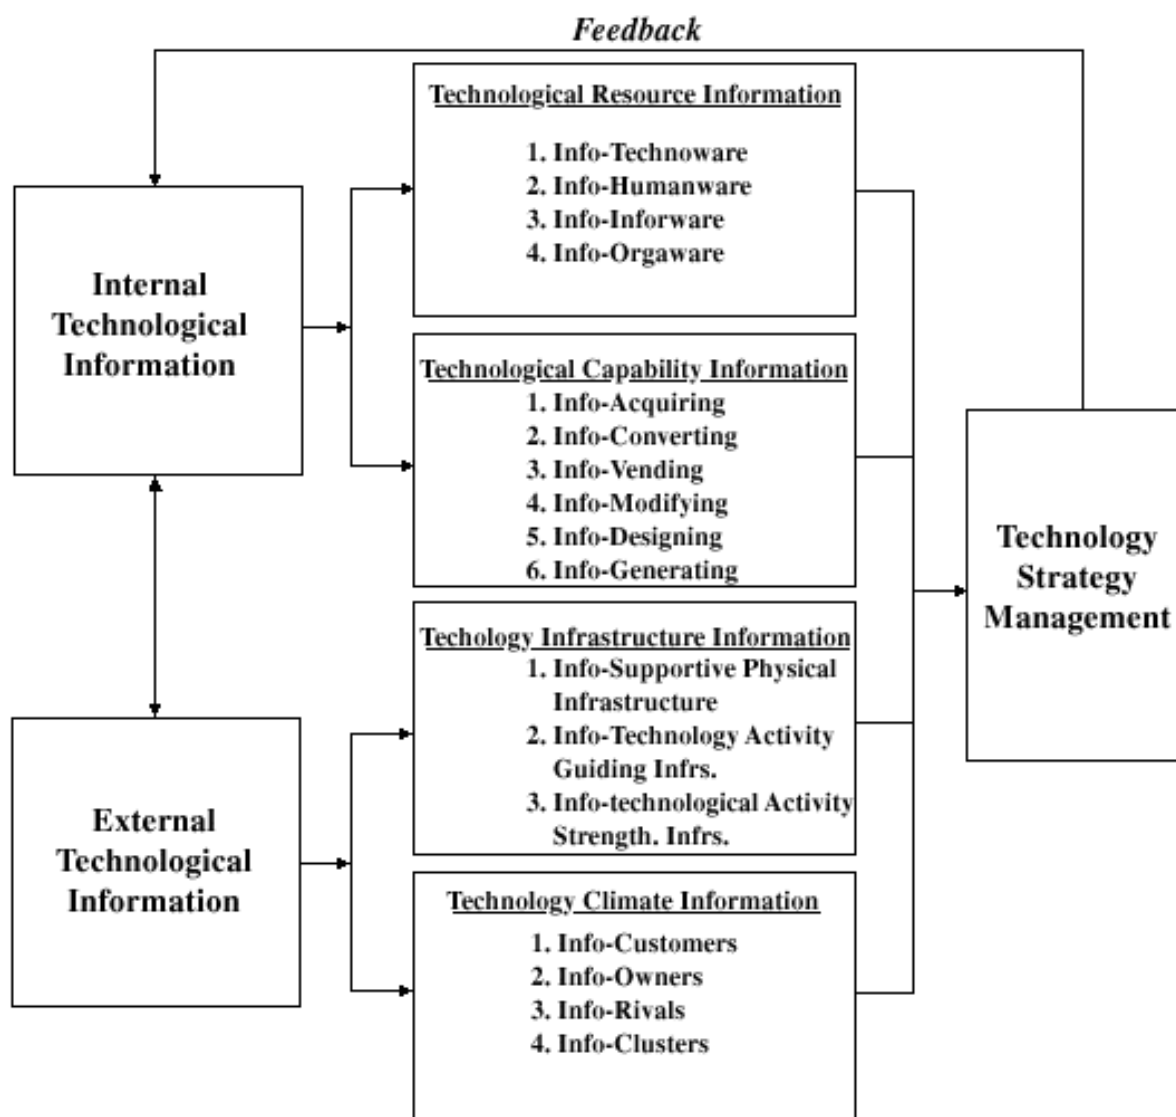 Feedback
Technological Resource Information
1. Info-Technoware
2. Info-Humanware
3. Info-Inforware
4. Info-Orgaware
Internal
Technological
Information
Technological Capability Information
1. Info-Acquiring
2. Info-Converting
3. Info-Vending
4. Info-Modifying
5. Info-Designing
6. Info-Generating
Technology
Strategy
Management
Techology Infrastructure Information
1. Info-Supportive Physical
Infrastructure
2. Info-Technology Activity
Guiding Infrs.
3. Info-technological Activity
Strength. Infrs.
External
Technological
Information
Technology Climate Information
1. Info-Customers
2. Info-Owners
3. Info-Rivals
4. Info-Clusters